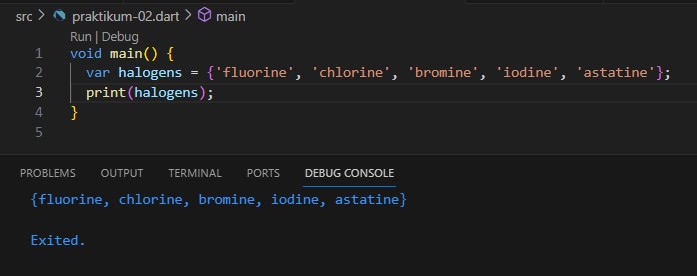 src > praktikum-02.dart > main
Run | Debug
1 void main() {
2   var halogens = {'fluorine', 'chlorine', 'bromine', 'iodine', 'astatine'};
3   print(halogens);
4 }
5
PROBLEMS OUTPUT TERMINAL PORTS DEBUG CONSOLE
{fluorine, chlorine, bromine, iodine, astatine}
Exited.